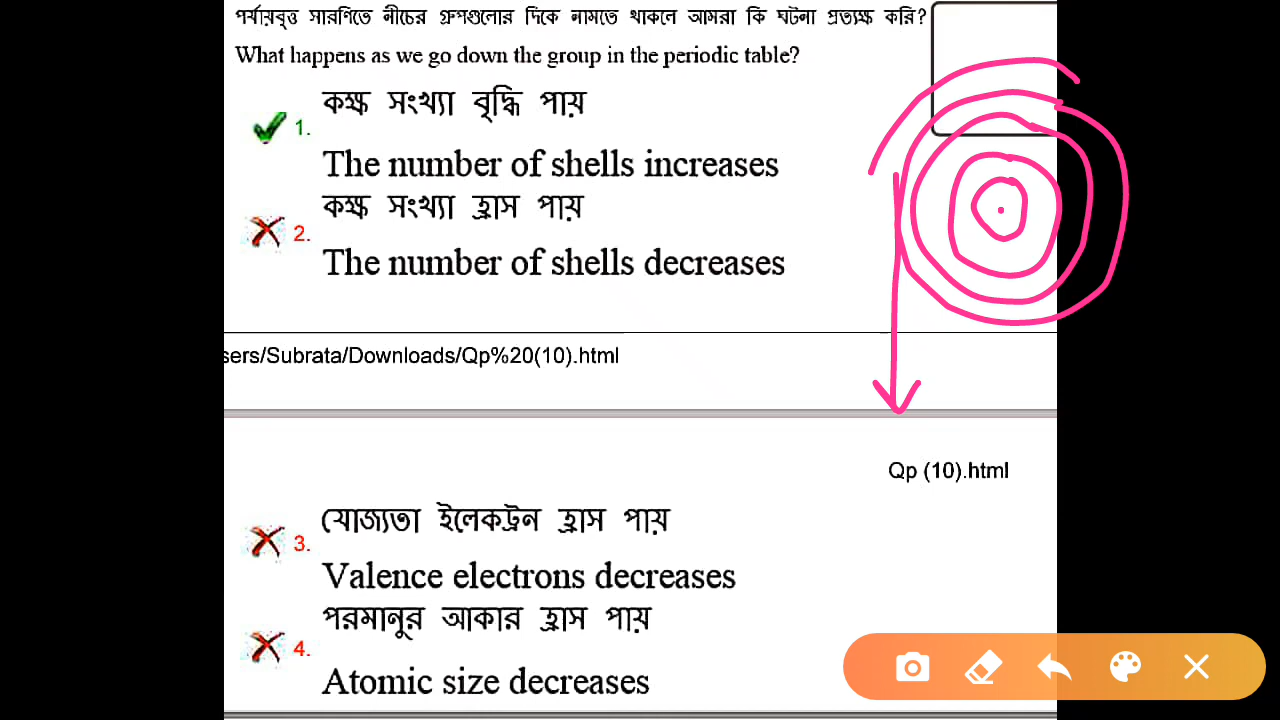 পর্যায়বৃত্ত সারণিতে নীচের গ্রুপগুলোর দিকে নামতে থাকলে আমরা কি ঘটনা প্রত্যক্ষ করি?
What happens as we go down the group in the periodic table?
কক্ষ সংখ্যা বৃদ্ধি পায়
1.
The number of shells increases
কক্ষ সংখ্যা হ্রাস পায়
2.
The number of shells decreases
sers/Subrata/Downloads/Qp%20(10).html
Qp (10).html
যোজ্যতা ইলেকট্রন হ্রাস পায়
3.
Valence electrons decreases
পরমানুর আকার হ্রাস পায়
4.
Atomic size decreases